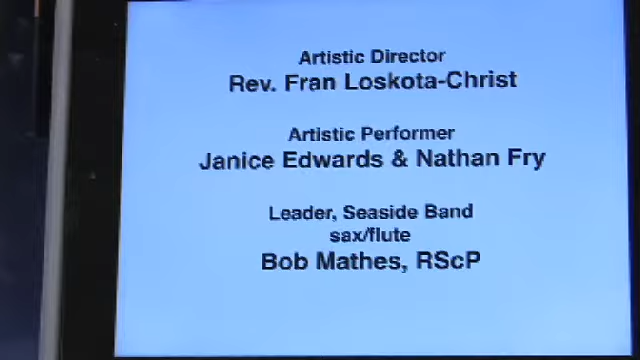 Artistic Director
Rev. Fran Loskota-Christ
Artistic Performer
Janice Edwards & Nathan Fry
Leader, Seaside Band
sax/flute
Bob Mathes, RScP